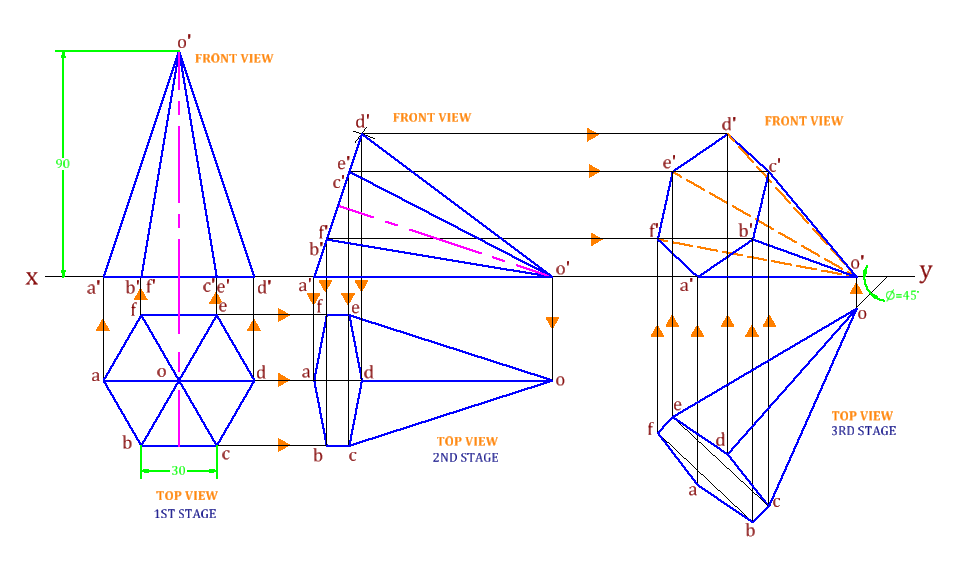 o'
FRONT VIEW
90
x
a'
b'
f'
c'
e'
d'
f
e
a
o
d
b
c
30
TOP VIEW
1ST STAGE
FRONT VIEW
d'
e'
c'
f'
b'
a'
o'
f
e
a
d
o
b
c
TOP VIEW
2ND STAGE
FRONT VIEW
d'
e'
c'
f'
b'
a'
o'
y
Ø=45°
o
e
f
d
a
c
b
TOP VIEW
3RD STAGE